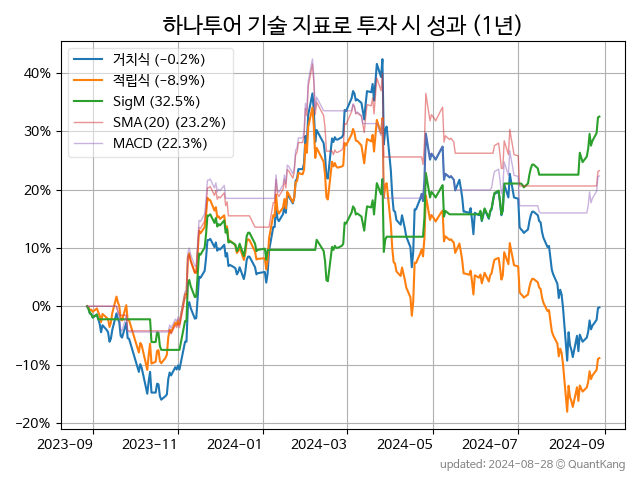 하나투어 기술 지표로 투자 시 성과 (1년)
거치식 (−0.2%)
적립식 (−8.9%)
SigM (32.5%)
SMA(20) (23.2%)
MACD (22.3%)
40%
30%
20%
10%
0%
−10%
−20%
2023-09 2023-11 2024-01 2024-03 2024-05 2024-07 2024-09
updated: 2024-08-28 © QuantKang